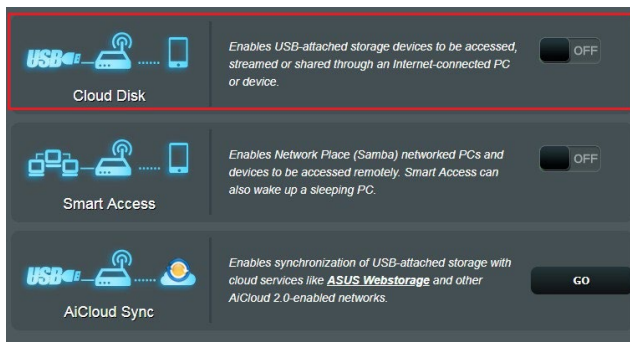 Enables USB-attached storage devices to be accessed,
USB
streamed or shared through an Internet-connected PC
OFF
or device.
Cloud Disk
Enables Network Place (Samba) networked PCs and
devices to be accessed remotely. Smart Access can
OFF
also wake up a sleeping PC.
Smart Access
Enables synchronization of USB-attached storage with
USB
cloud services like ASUS Webstorage and other
GO
AiCloud 2.0-enabled networks.
AiCloud Sync